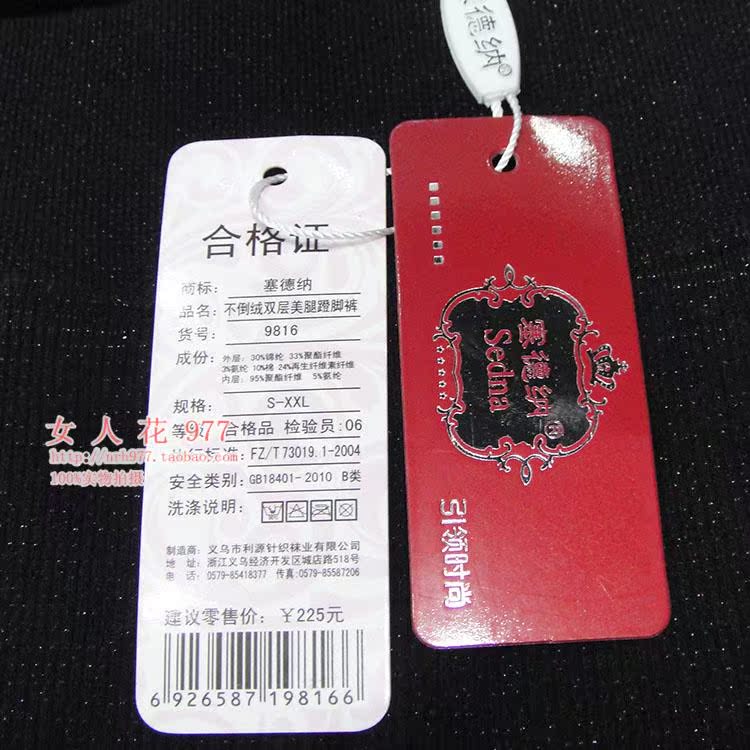 德纳®
合格证
商标：塞德纳
品名：不倒绒双层美腿蹬脚裤
货号：9816
成份：外层：30%锦纶 33%聚酯纤维
3%氨纶 10%棉 24%再生纤维素纤维
内层：95%聚酯纤维 5%氨纶
规格：S-XXL
等级：合格品 检验员：06
执行标准：FZ/T73019.1-2004
安全类别：GB18401-2010 B类
洗涤说明：
制造商：义乌市利源针织袜业有限公司
地 址：浙江义乌经济开发区城店路518号
电 话：0579-85418377 传真:0579-85587206
建议零售价：￥225元
6 926587 198166
塞德纳®
Sedna
引领时尚
女人花977
http://nrh977.taobao.com
100%实物拍摄